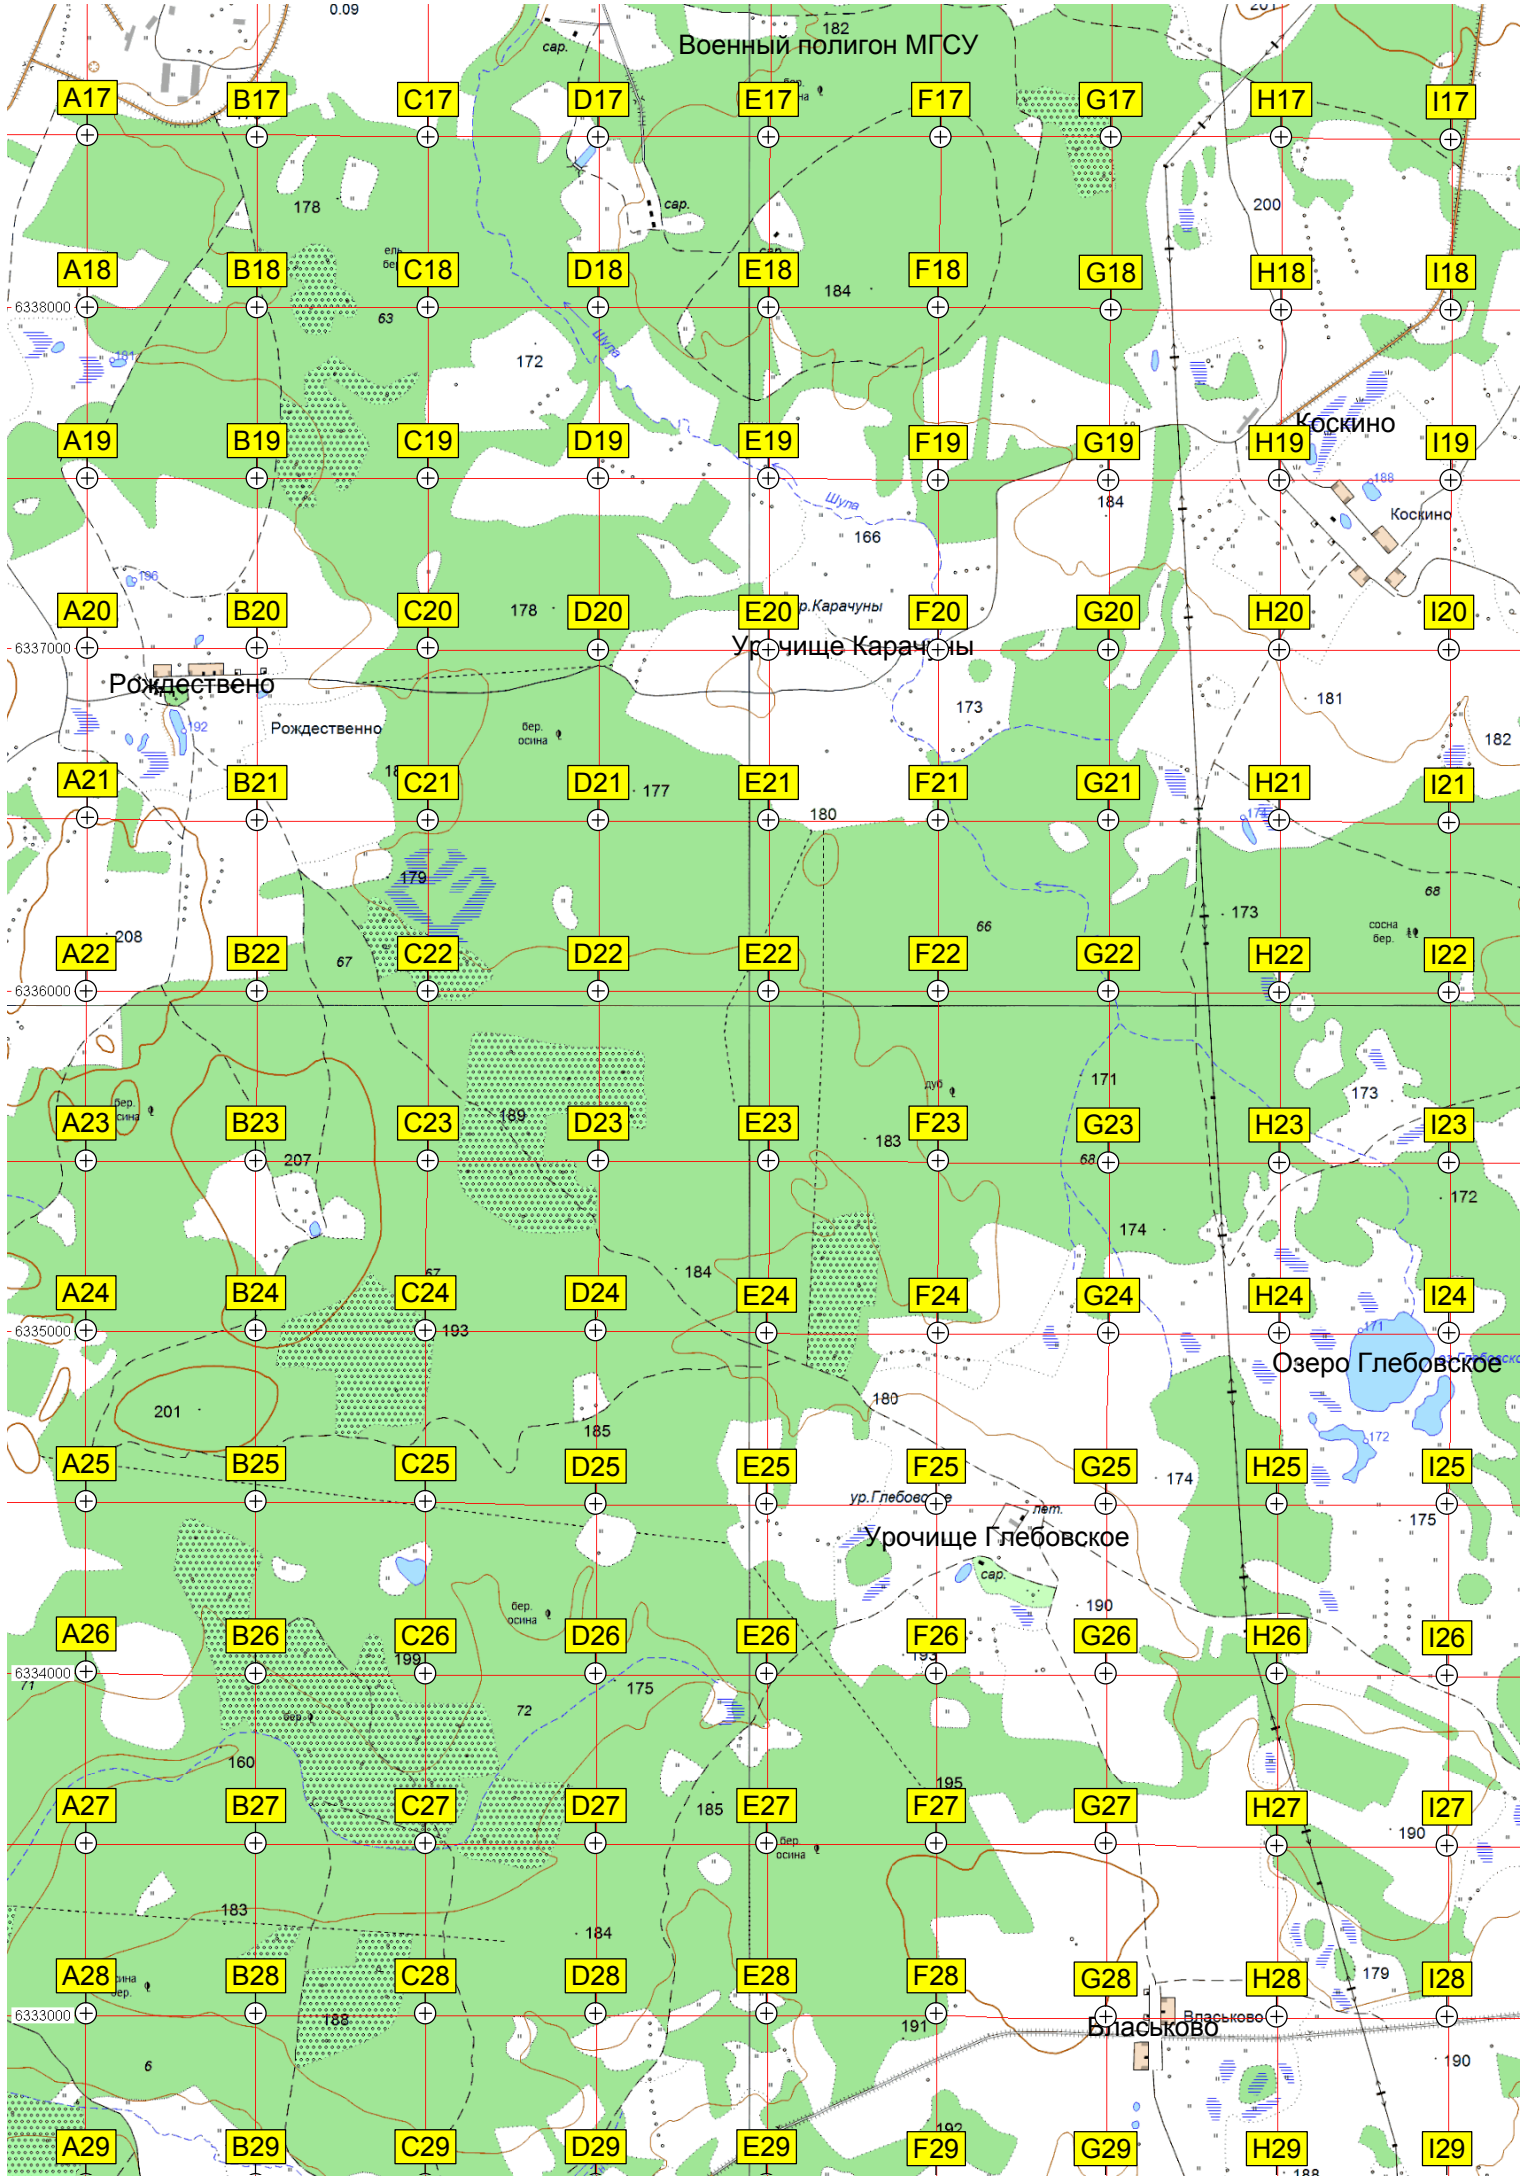 0.09
182
201
сар.
Военный полигон МГСУ
A17
B17
C17
D17
E17
F17
G17
H17
I17
178
сар.
200
ель
A18
B18
C18
D18
E18
F18
G18
H18
I18
184
6338000
63
Шула
181
172
Коскино
A19
B19
C19
D19
E19
F19
G19
H19
I19
188
Шула
184
Коскино
166
196
A20
B20
C20
D20
E20
F20
G20
H20
I20
178
р.Карачуны
6337000
Урочище Карачуны
Рождествено
181
192
Рождественно
бер.
осина
173
182
A21
B21
C21
D21
E21
F21
G21
H21
I21
177
180
179
68
208
66
173
сосна
бер.
A22
B22
C22
D22
E22
F22
G22
H22
I22
67
6336000
171
дуб
173
бер.
189
A23
B23
C23
D23
E23
F23
G23
H23
I23
183
207
68
172
174
184
67
A24
B24
C24
D24
E24
F24
G24
H24
I24
6335000
193
171
Озеро Глебовское
180
201
185
172
A25
B25
C25
D25
E25
F25
G25
H25
I25
174
ур.Глебовское
лет.
175
Урочище Глебовское
сар.
бер.
осина
190
A26
B26
C26
D26
E26
F26
G26
H26
I26
199
193
6334000
71
175
72
бер.
160
195
A27
B27
C27
D27
E27
F27
G27
H27
I27
185
190
бер.
осина
183
184
A28
B28
C28
D28
E28
F28
G28
H28
I28
179
бер.
6333000
188
191
Власьково
Власьково
6
190
192
A29
B29
C29
D29
E29
F29
G29
H29
I29
188